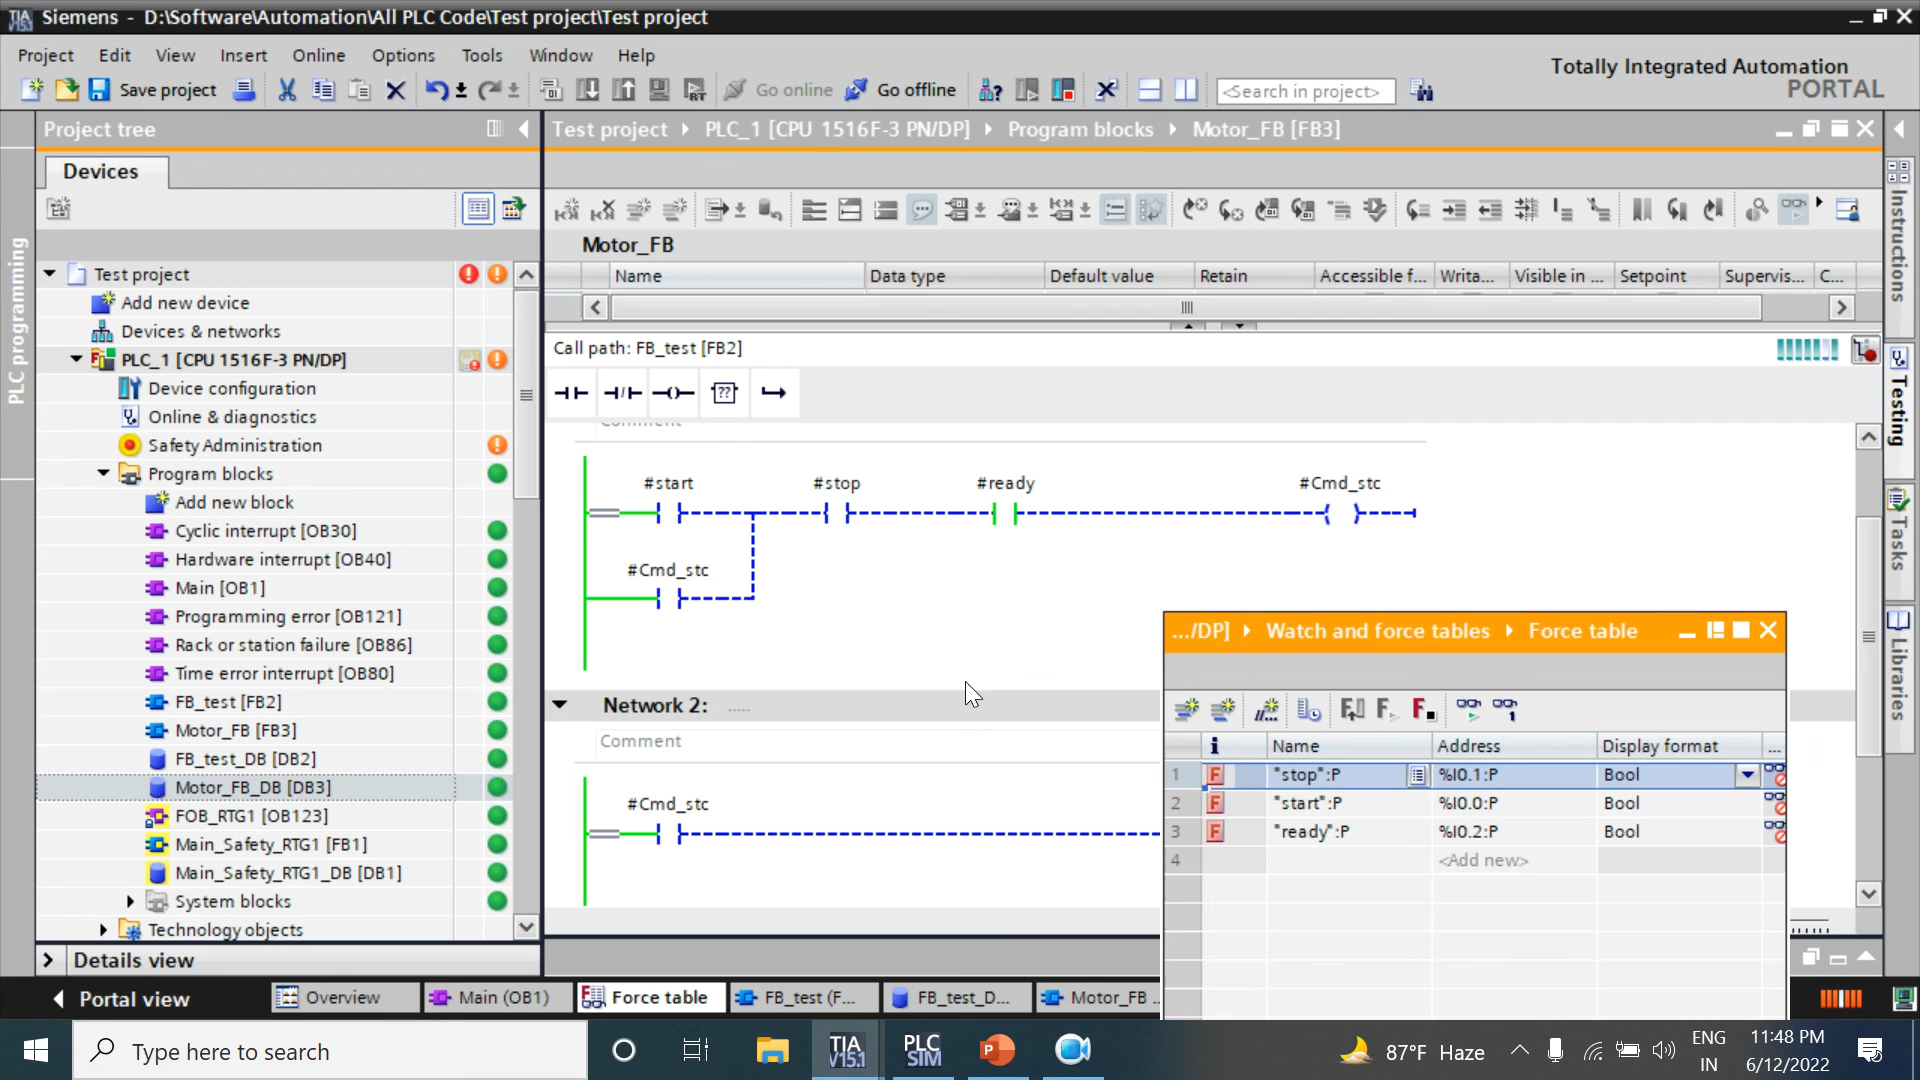 TIA V15.1 Siemens - D:\Software\Automation\All PLC Code\Test project\Test project
Project Edit View Insert Online Options Tools Window Help
Save project RT Go online Go offline <Search in project>
Totally Integrated Automation
PORTAL
Project tree
Test project PLC_1 [CPU 1516F-3 PN/DP] Program blocks Motor_FB [FB3]
Devices
PLC programming
Motor_FB
Name Data type Default value Retain Accessible f... Writa... Visible in ... Setpoint Supervis... C...
Test project
Add new device
Devices & networks
PLC_1 [CPU 1516F-3 PN/DP]
Device configuration
Online & diagnostics
Safety Administration
Program blocks
Add new block
Cyclic interrupt [OB30]
Hardware interrupt [OB40]
Main [OB1]
Programming error [OB121]
Rack or station failure [OB86]
Time error interrupt [OB80]
FB_test [FB2]
Motor_FB [FB3]
FB_test_DB [DB2]
Motor_FB_DB [DB3]
FOB_RTG1 [OB123]
Main_Safety_RTG1 [FB1]
Main_Safety_RTG1_DB [DB1]
System blocks
Technology objects
Details view
Call path: FB_test [FB2]
??
Comment
#start #stop #ready #Cmd_stc
#Cmd_stc
Network 2: .....
Comment
#Cmd_stc
.../DP] Watch and force tables Force table
i Name Address Display format ...
1 F "stop":P %I0.1:P Bool
2 F "start":P %I0.0:P Bool
3 F "ready":P %I0.2:P Bool
4 <Add new>
Instructions
Testing
Tasks
Libraries
Portal view Overview Main (OB1) Force table FB_test (F... FB_test_D... Motor_FB ...
Type here to search
TIA V15.1
PLC SIM
P
87°F Haze
ENG
IN
11:48 PM
6/12/2022